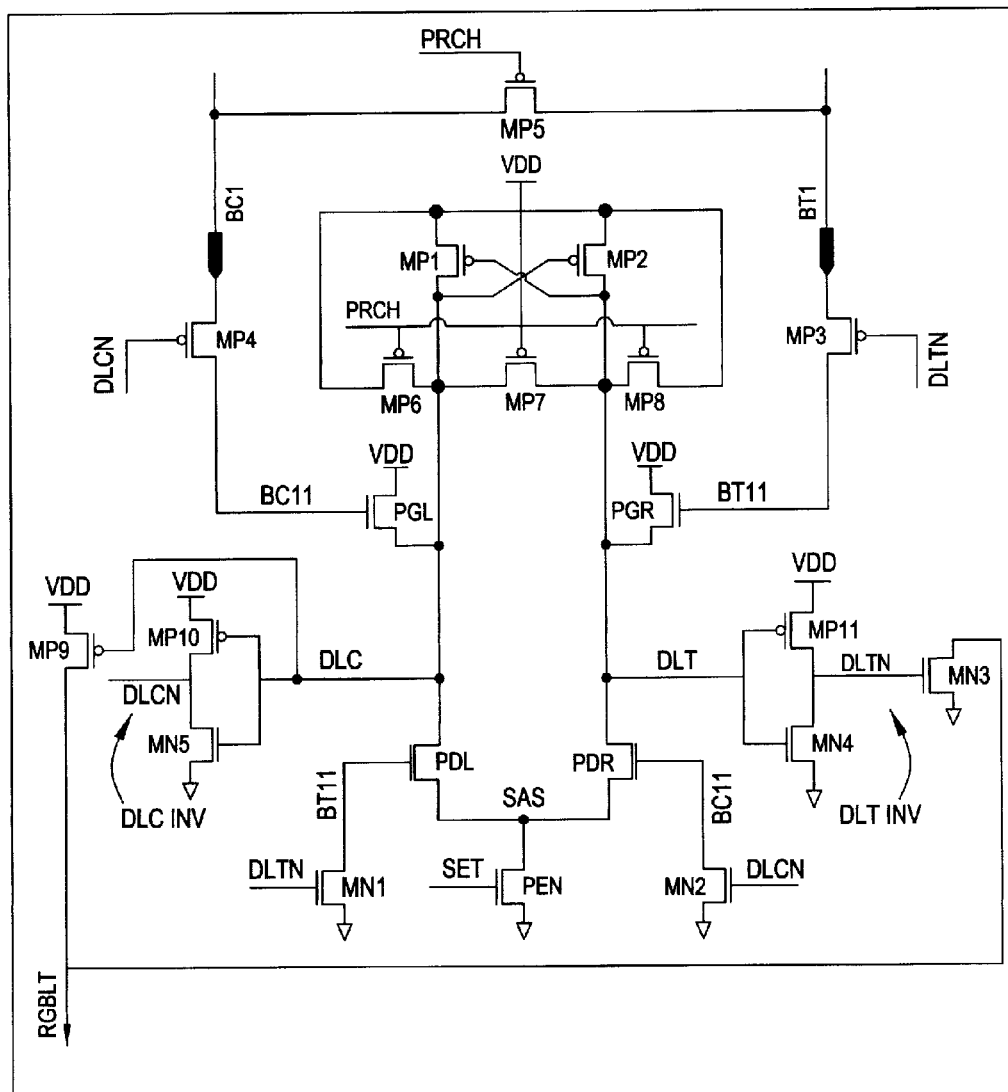 PRCH
MP5
VDD
BC1
BT1
MP1
MP2
PRCH
MP4
MP3
DLCN
DLTN
MP6
MP7
MP8
VDD
VDD
BC11
PGL
PGR
BT11
VDD
VDD
VDD
MP9
MP10
MP11
DLC
DLT
DLTN
MN3
DLCN
MN5
MN4
PDL
PDR
BT11
BC11
SAS
DLC INV
DLT INV
DLTN
MN1
SET
PEN
MN2
DLCN
RGBLT